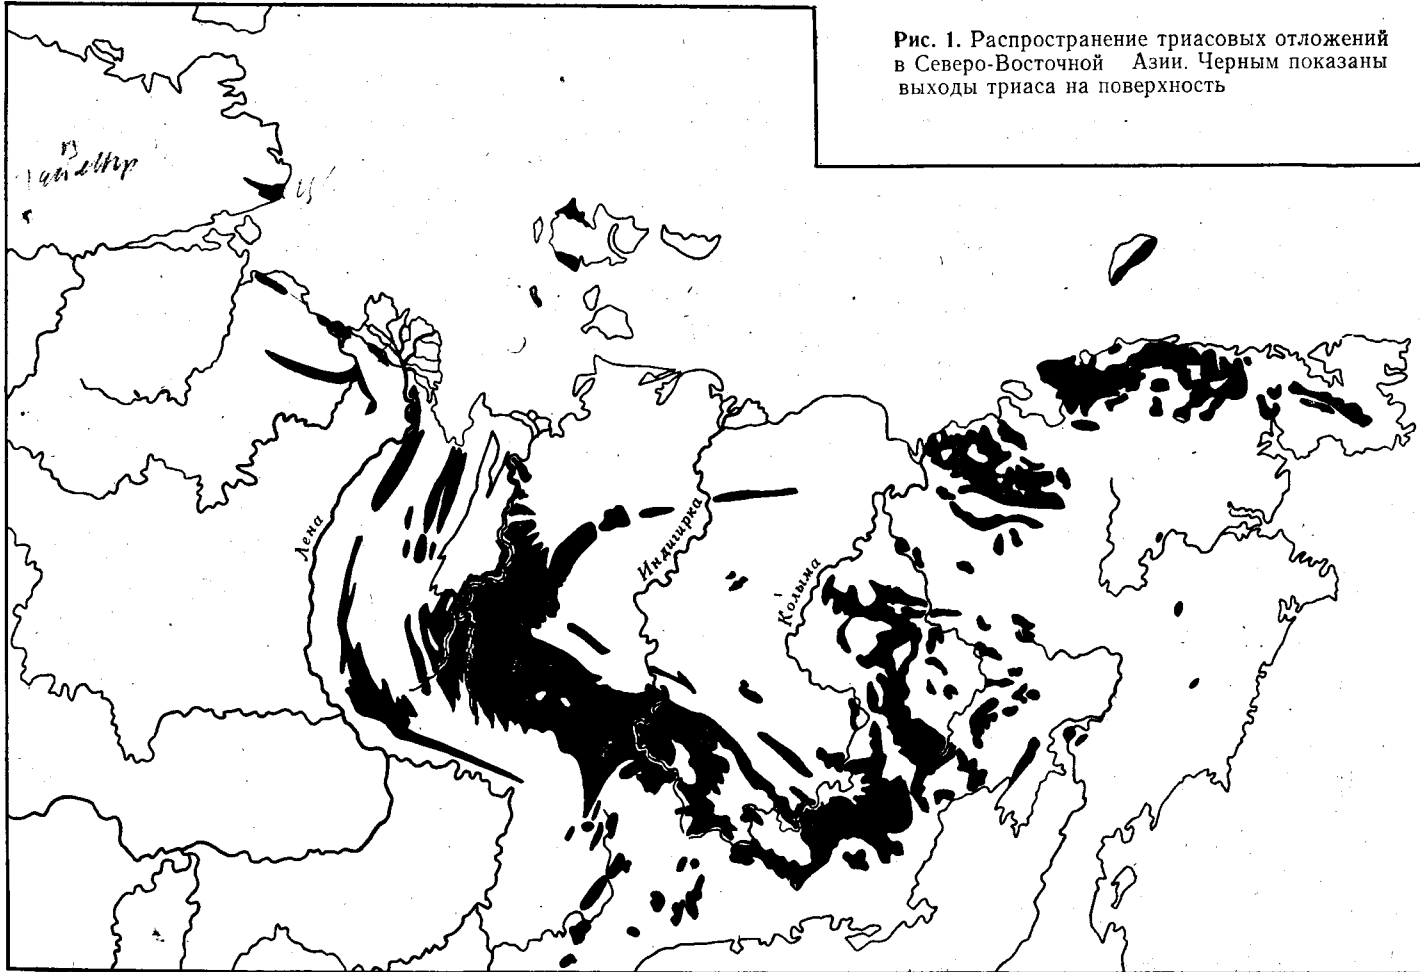 Рис. 1. Распространение триасовых отложений
в Северо-Восточной Азии. Черным показаны
выходы триаса на поверхность
Лена
Индигирка
Колыма